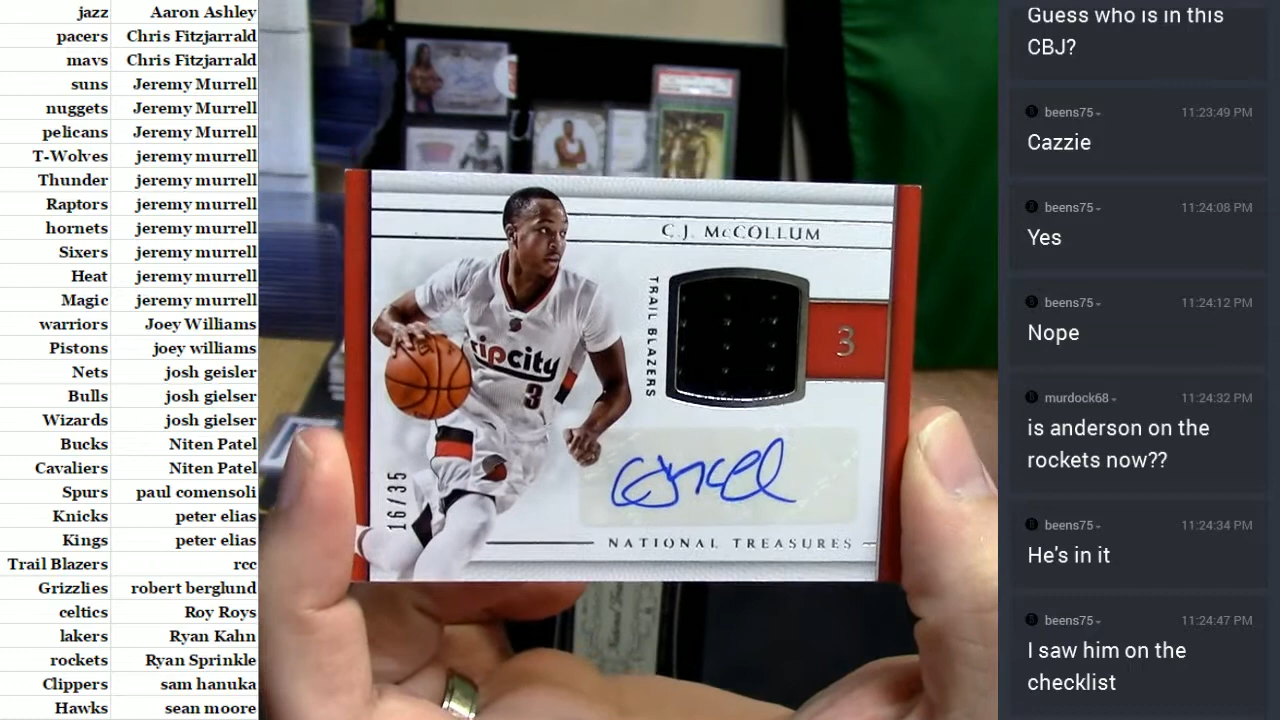 jazz Aaron Ashley
pacers Chris Fitzjarrald
mavs Chris Fitzjarrald
suns Jeremy Murrell
nuggets Jeremy Murrell
pelicans Jeremy Murrell
T-Wolves jeremy murrell
Thunder jeremy murrell
Raptors jeremy murrell
hornets jeremy murrell
Sixers jeremy murrell
Heat jeremy murrell
Magic jeremy murrell
warriors Joey Williams
Pistons joey williams
Nets josh geisler
Bulls josh gielser
Wizards josh gielser
Bucks Niten Patel
Cavaliers Niten Patel
Spurs paul comensoli
Knicks peter elias
Kings peter elias
Trail Blazers rcc
Grizzlies robert berglund
celtics Roy Roys
lakers Ryan Kahn
rockets Ryan Sprinkle
Clippers sam hanuka
Hawks sean moore
C.J. McCOLLUM
TRAIL BLAZERS
3
ripcity
3
16/35
NATIONAL TREASURES
Guess who is in this
CBJ?
beens75 11:23:49 PM
Cazzie
beens75 11:24:08 PM
Yes
beens75 11:24:12 PM
Nope
murdock68 11:24:32 PM
is anderson on the
rockets now??
beens75 11:24:34 PM
He's in it
beens75 11:24:47 PM
I saw him on the
checklist